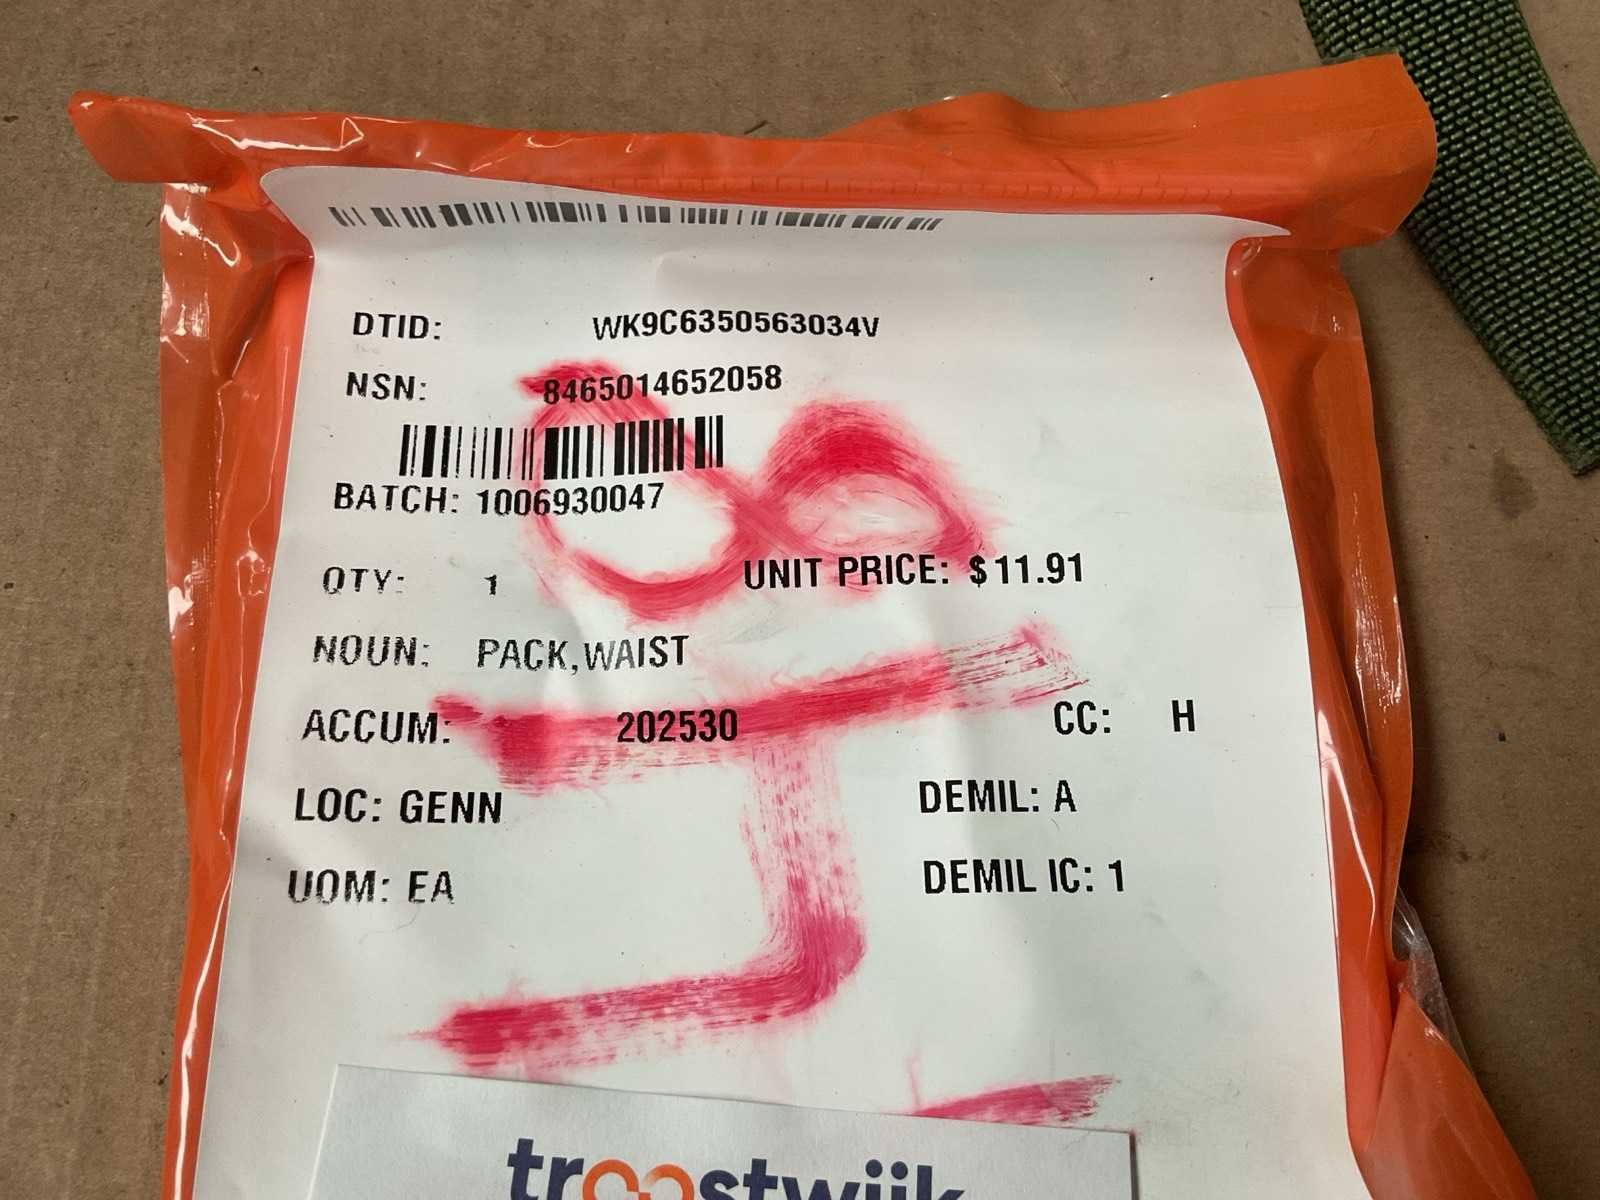 DTID: WK9C6350563034V
NSN: 8465014652058
BATCH: 1006930047
QTY: 1 UNIT PRICE: $11.91
NOUN: PACK,WAIST
ACCUM: 202530 CC: H
LOC: GENN DEMIL: A
UOM: EA DEMIL IC: 1
troostwijk